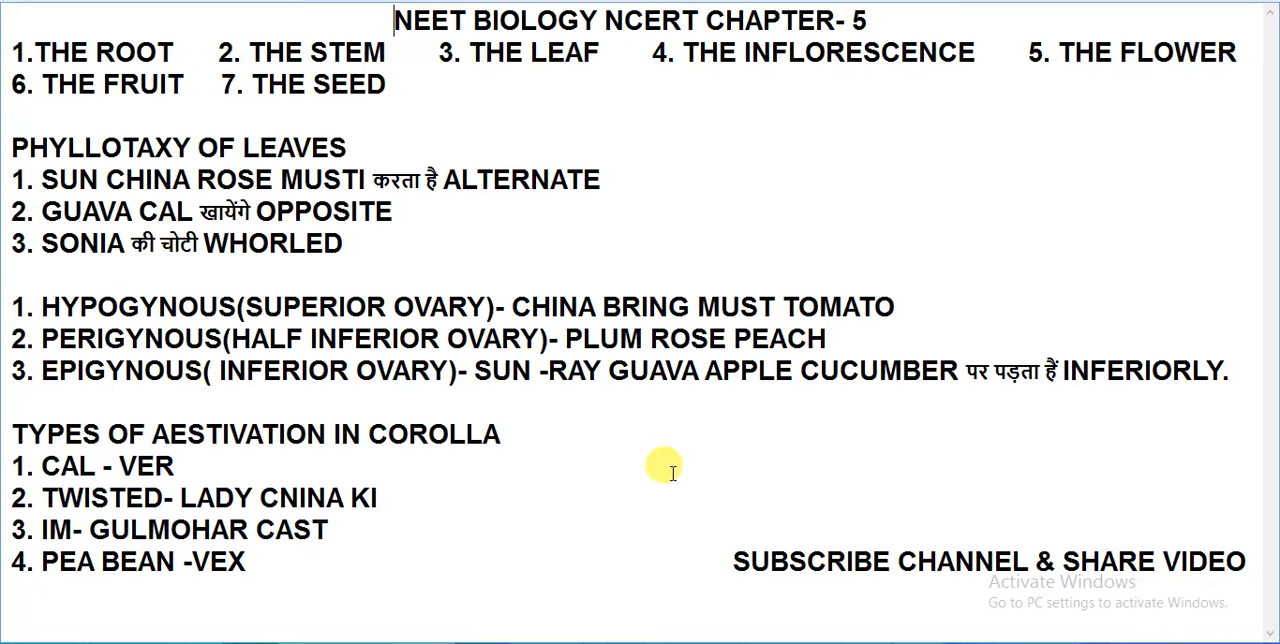 NEET BIOLOGY NCERT CHAPTER- 5
1.THE ROOT 2. THE STEM 3. THE LEAF 4. THE INFLORESCENCE 5. THE FLOWER
6. THE FRUIT 7. THE SEED
PHYLLOTAXY OF LEAVES
1. SUN CHINA ROSE MUSTI करता है ALTERNATE
2. GUAVA CAL खायेंगे OPPOSITE
3. SONIA की चोटी WHORLED
1. HYPOGYNOUS(SUPERIOR OVARY)- CHINA BRING MUST TOMATO
2. PERIGYNOUS(HALF INFERIOR OVARY)- PLUM ROSE PEACH
3. EPIGYNOUS( INFERIOR OVARY)- SUN -RAY GUAVA APPLE CUCUMBER पर पड़ता हैं INFERIORLY.
TYPES OF AESTIVATION IN COROLLA
1. CAL - VER
2. TWISTED- LADY CNINA KI
3. IM- GULMOHAR CAST
4. PEA BEAN -VEX SUBSCRIBE CHANNEL & SHARE VIDEO
Activate Windows
Go to PC settings to activate Windows.